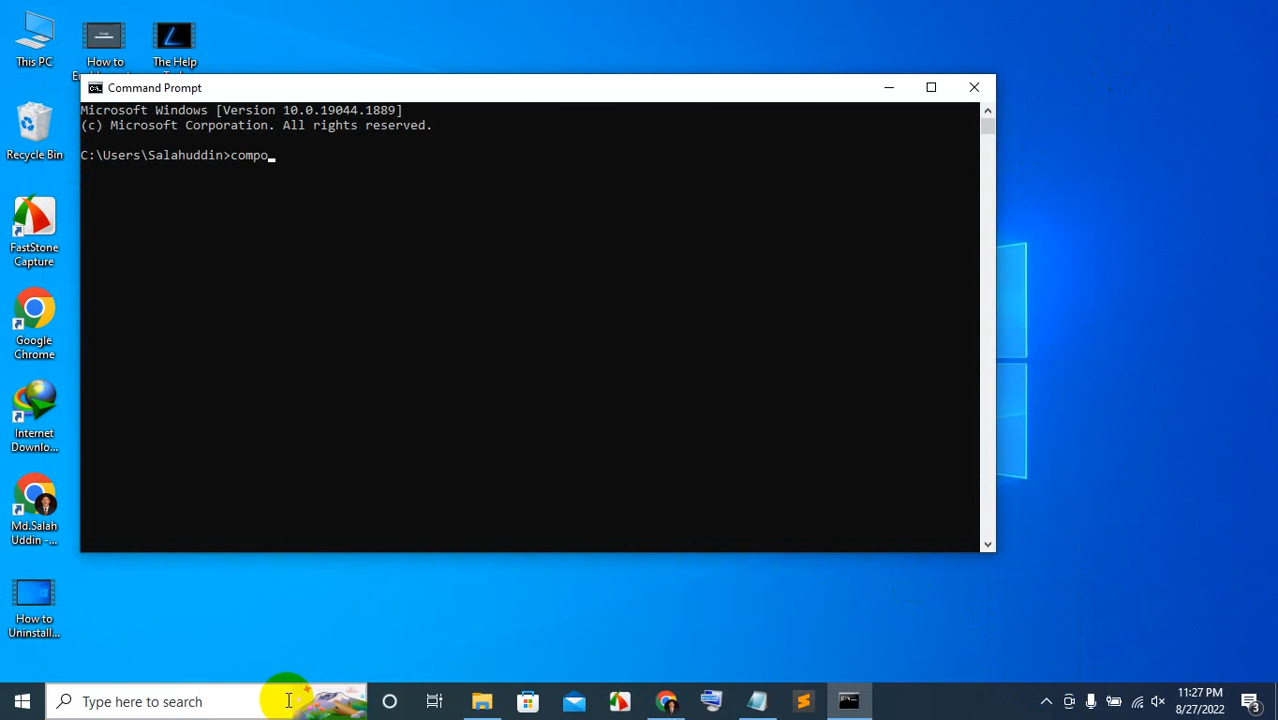 This PC
How to
The Help
Recycle Bin
FastStone
Capture
Google
Chrome
Internet
Downlo...
Md.Salah
Uddin -...
How to
Uninstall...
Command Prompt
Microsoft Windows [Version 10.0.19044.1889]
(c) Microsoft Corporation. All rights reserved.
C:\Users\Salahuddin>compo_
Type here to search
11:27 PM
8/27/2022
3